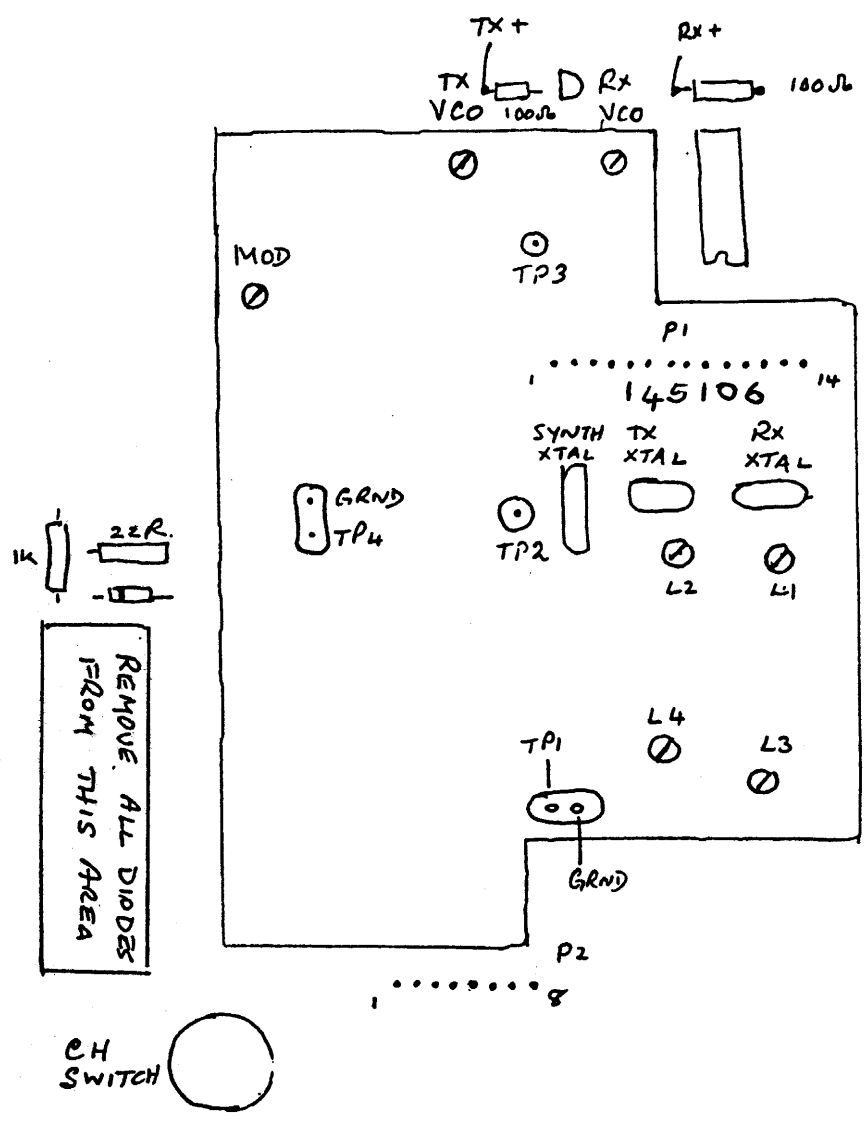 TX +
RX +
TX
VCO
100Ω
RX
VCO
100Ω
MOD
TP3
P1
1
14
145106
SYNTH
XTAL
TX
XTAL
RX
XTAL
GRND
TP4
TP2
L2
L1
1K
22R.
REMOVE ALL DIODES
FROM THIS AREA
L4
L3
TP1
GRND
P2
1
8
CH
SWITCH